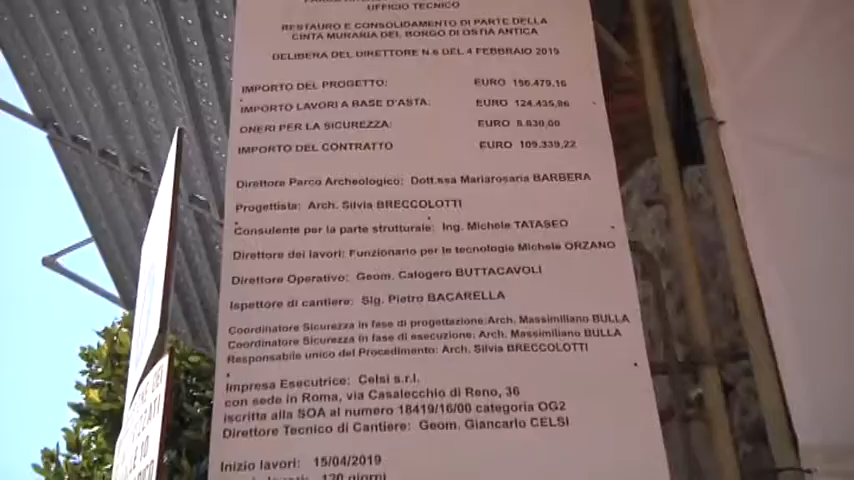 UFFICIO TECNICO
RESTAURO E CONSOLIDAMENTO DI PARTE DELLA
CINTA MURARIA DEL BORGO DI OSTIA ANTICA
DELIBERA DEL DIRETTORE N.6 DEL 4 FEBBRAIO 2019
IMPORTO DEL PROGETTO: EURO 156.479,16
IMPORTO LAVORI A BASE D'ASTA: EURO 124.435,86
ONERI PER LA SICUREZZA: EURO 8.830,00
IMPORTO DEL CONTRATTO: EURO 109.339,22
Direttore Parco Archeologico: Dott.ssa Mariarosaria BARBERA
Progettista: Arch. Silvia BRECCOLOTTI
Consulente per la parte strutturale: Ing. Michele TATASEO
Direttore dei lavori: Funzionario per le tecnologie Michele ORZANO
Direttore Operativo: Geom. Calogero BUTTACAVOLI
Ispettore di cantiere: Sig. Pietro BACARELLA
Coordinatore Sicurezza in fase di progettazione: Arch. Massimiliano BULLA
Coordinatore Sicurezza in fase di esecuzione: Arch. Massimiliano BULLA
Responsabile unico del Procedimento: Arch. Silvia BRECCOLOTTI
Impresa Esecutrice: Celsi s.r.l.
con sede in Roma, via Casalecchio di Reno, 36
iscritta alla SOA al numero 18419/16/00 categoria OG2
Direttore Tecnico di Cantiere: Geom. Giancarlo CELSI
Inizio lavori: 15/04/2019
120 giorni